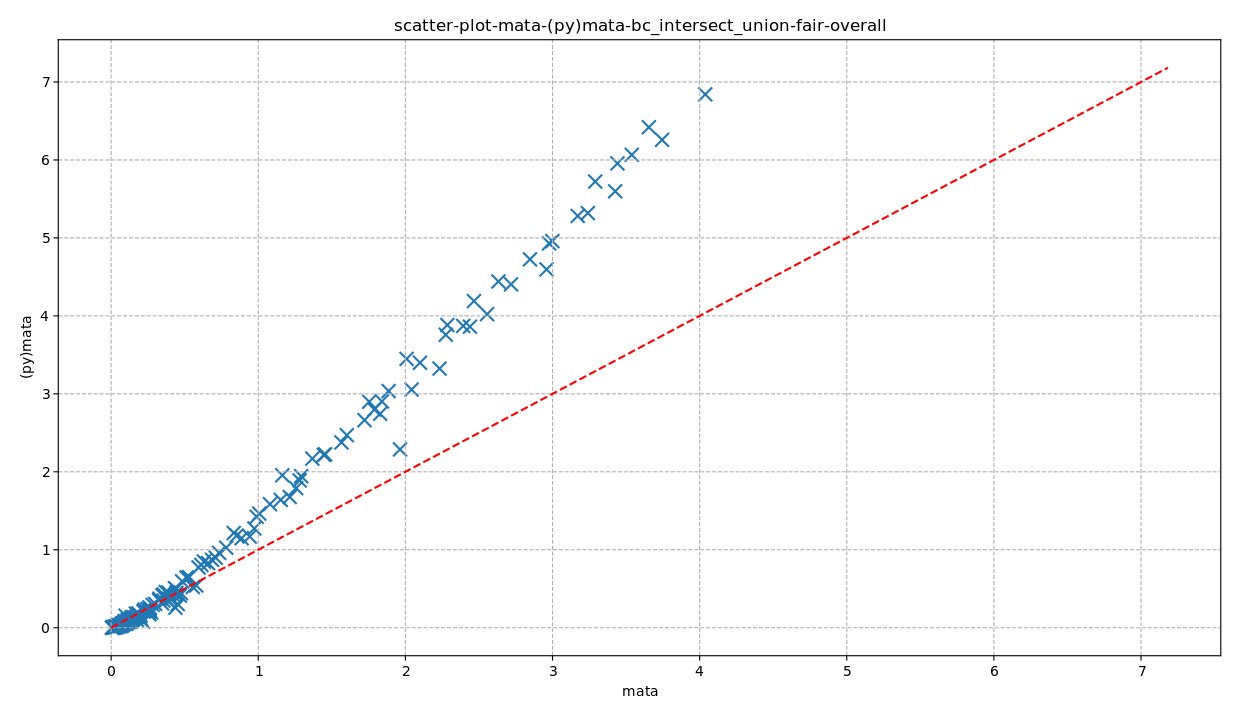 scatter-plot-mata-(py)mata-bc_intersect_union-fair-overall
7
6
5
4
3
2
1
0
(py)mata
0 1 2 3 4 5 6 7
mata